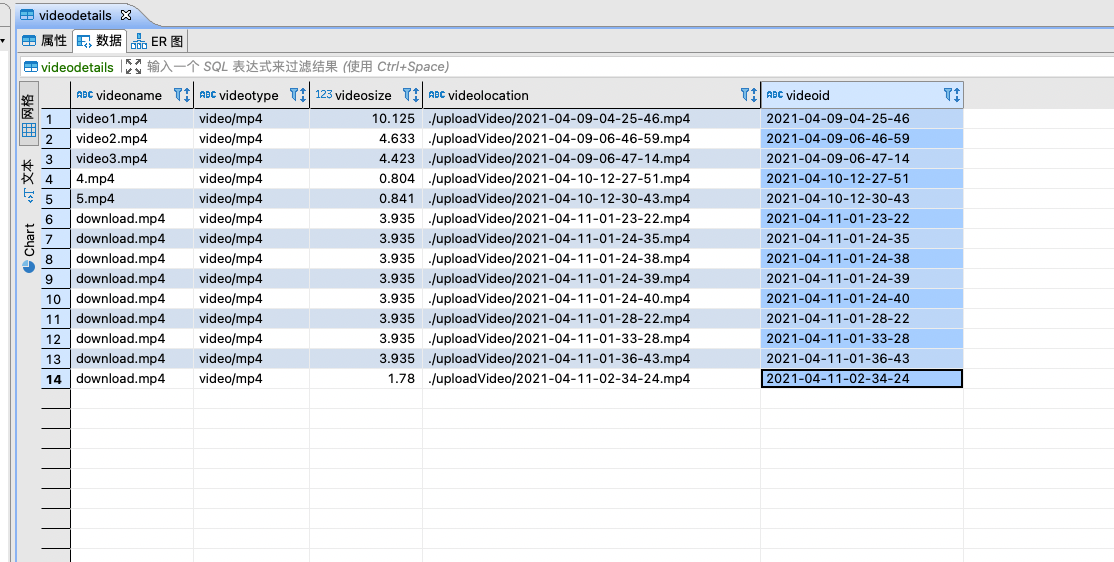 videodetails
属性 数据 ER 图
videodetails 输入一个 SQL 表达式来过滤结果 (使用 Ctrl+Space)
网格
文本
Chart
ABC videoname ABC videotype 123 videosize ABC videolocation ABC videoid
1 video1.mp4 video/mp4 10.125 ./uploadVideo/2021-04-09-04-25-46.mp4 2021-04-09-04-25-46
2 video2.mp4 video/mp4 4.633 ./uploadVideo/2021-04-09-06-46-59.mp4 2021-04-09-06-46-59
3 video3.mp4 video/mp4 4.423 ./uploadVideo/2021-04-09-06-47-14.mp4 2021-04-09-06-47-14
4 4.mp4 video/mp4 0.804 ./uploadVideo/2021-04-10-12-27-51.mp4 2021-04-10-12-27-51
5 5.mp4 video/mp4 0.841 ./uploadVideo/2021-04-10-12-30-43.mp4 2021-04-10-12-30-43
6 download.mp4 video/mp4 3.935 ./uploadVideo/2021-04-11-01-23-22.mp4 2021-04-11-01-23-22
7 download.mp4 video/mp4 3.935 ./uploadVideo/2021-04-11-01-24-35.mp4 2021-04-11-01-24-35
8 download.mp4 video/mp4 3.935 ./uploadVideo/2021-04-11-01-24-38.mp4 2021-04-11-01-24-38
9 download.mp4 video/mp4 3.935 ./uploadVideo/2021-04-11-01-24-39.mp4 2021-04-11-01-24-39
10 download.mp4 video/mp4 3.935 ./uploadVideo/2021-04-11-01-24-40.mp4 2021-04-11-01-24-40
11 download.mp4 video/mp4 3.935 ./uploadVideo/2021-04-11-01-28-22.mp4 2021-04-11-01-28-22
12 download.mp4 video/mp4 3.935 ./uploadVideo/2021-04-11-01-33-28.mp4 2021-04-11-01-33-28
13 download.mp4 video/mp4 3.935 ./uploadVideo/2021-04-11-01-36-43.mp4 2021-04-11-01-36-43
14 download.mp4 video/mp4 1.78 ./uploadVideo/2021-04-11-02-34-24.mp4 2021-04-11-02-34-24